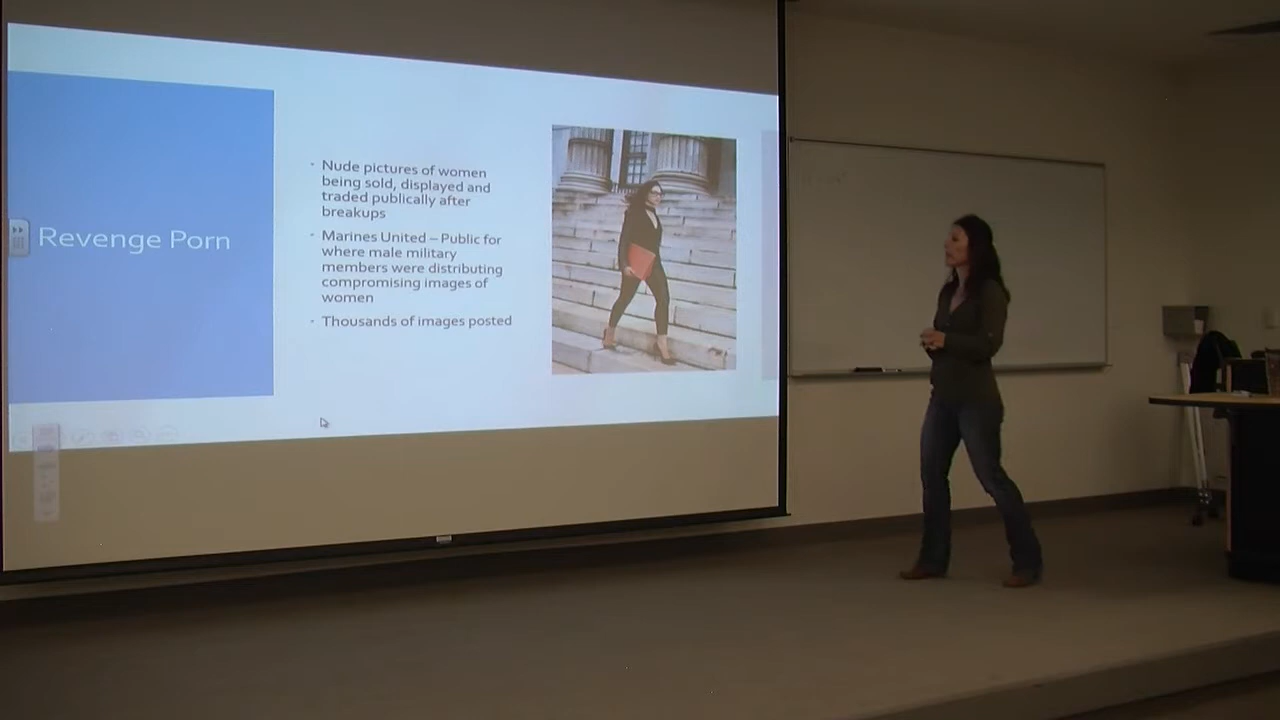 Revenge Porn
- Nude pictures of women
being sold, displayed and
traded publically after
breakups
- Marines United – Public for
where male military
members were distributing
compromising images of
women
- Thousands of images posted